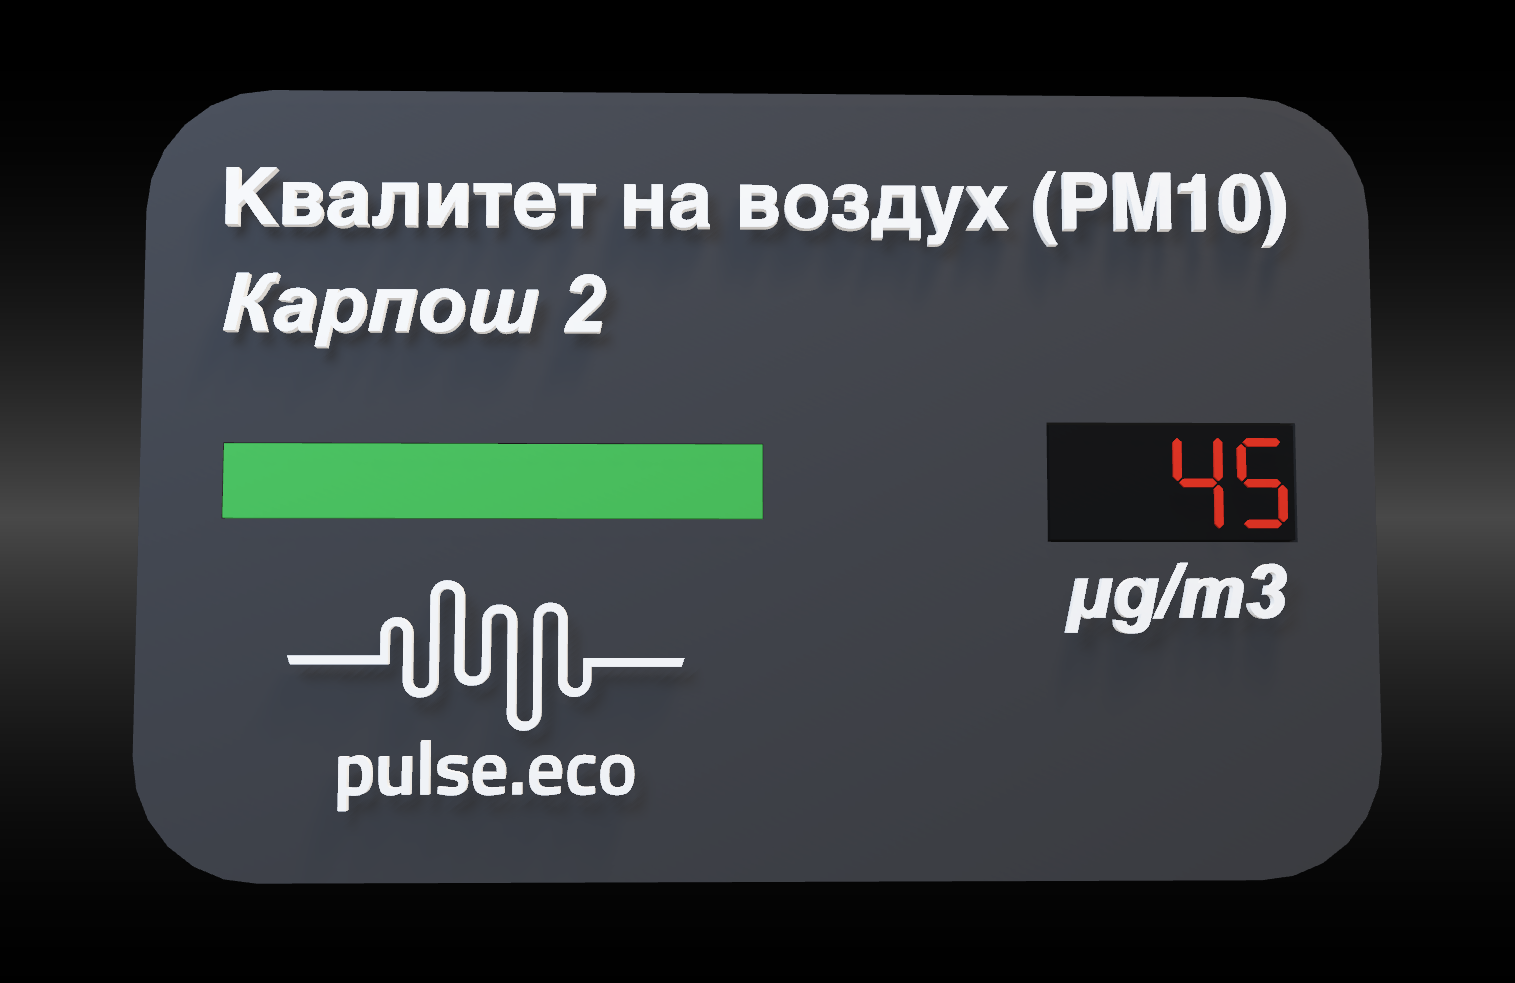 Квалитет на воздух (PM10)
Карпош 2
45
µg/m3
pulse.eco